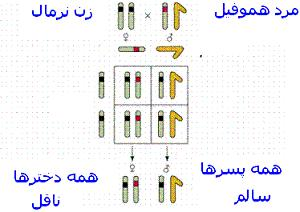 مرد هموفیل
زن نرمال
×
♀
♂
همه پسرها
سالم
همه دخترها
ناقل
♀
♂